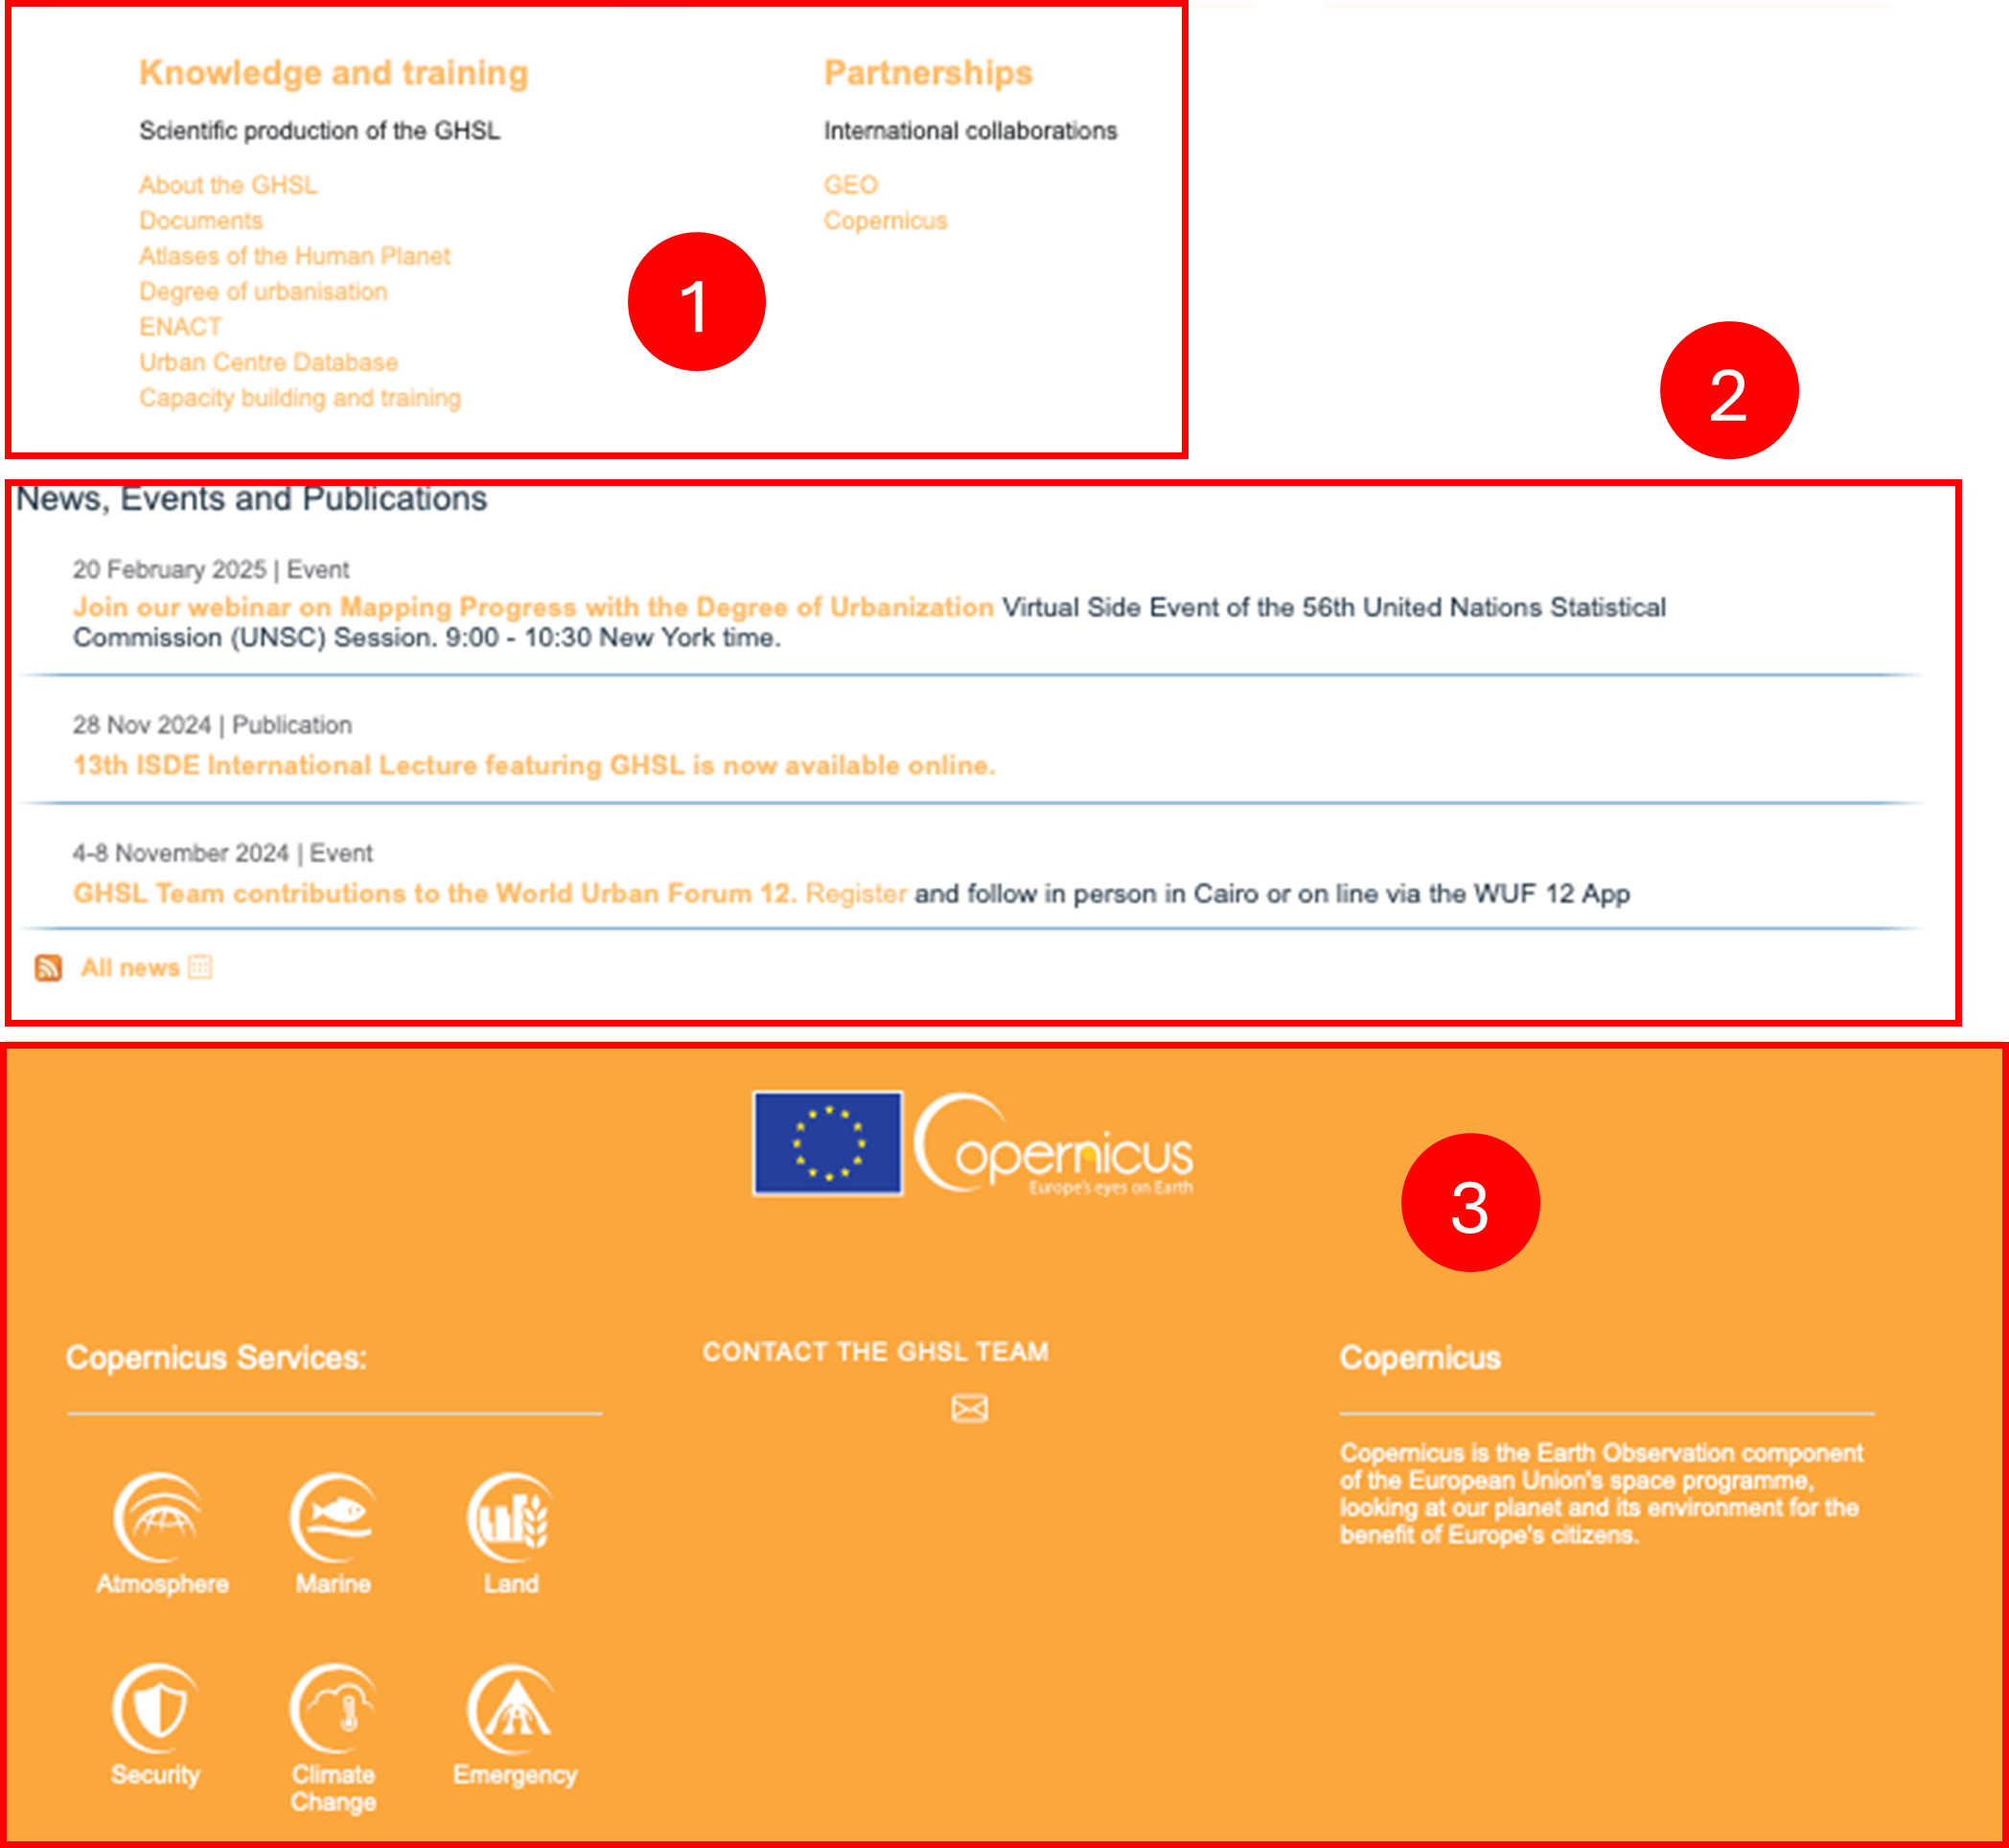 Knowledge and training
Scientific production of the GHSL
About the GHSL
Documents
Atlases of the Human Planet
Degree of urbanisation
ENACT
Urban Centre Database
Capacity building and training
Partnerships
International collaborations
GEO
Copernicus
1
2
News, Events and Publications
20 February 2025 | Event
Join our webinar on Mapping Progress with the Degree of Urbanization Virtual Side Event of the 56th United Nations Statistical
Commission (UNSC) Session. 9:00 - 10:30 New York time.
28 Nov 2024 | Publication
13th ISDE International Lecture featuring GHSL is now available online.
4-8 November 2024 | Event
GHSL Team contributions to the World Urban Forum 12. Register and follow in person in Cairo or on line via the WUF 12 App
All news
Copernicus
Europe's eyes on Earth
3
Copernicus Services:
Atmosphere
Marine
Land
Security
Climate
Change
Emergency
CONTACT THE GHSL TEAM
Copernicus
Copernicus is the Earth Observation component
of the European Union's space programme,
looking at our planet and its environment for the
benefit of Europe's citizens.